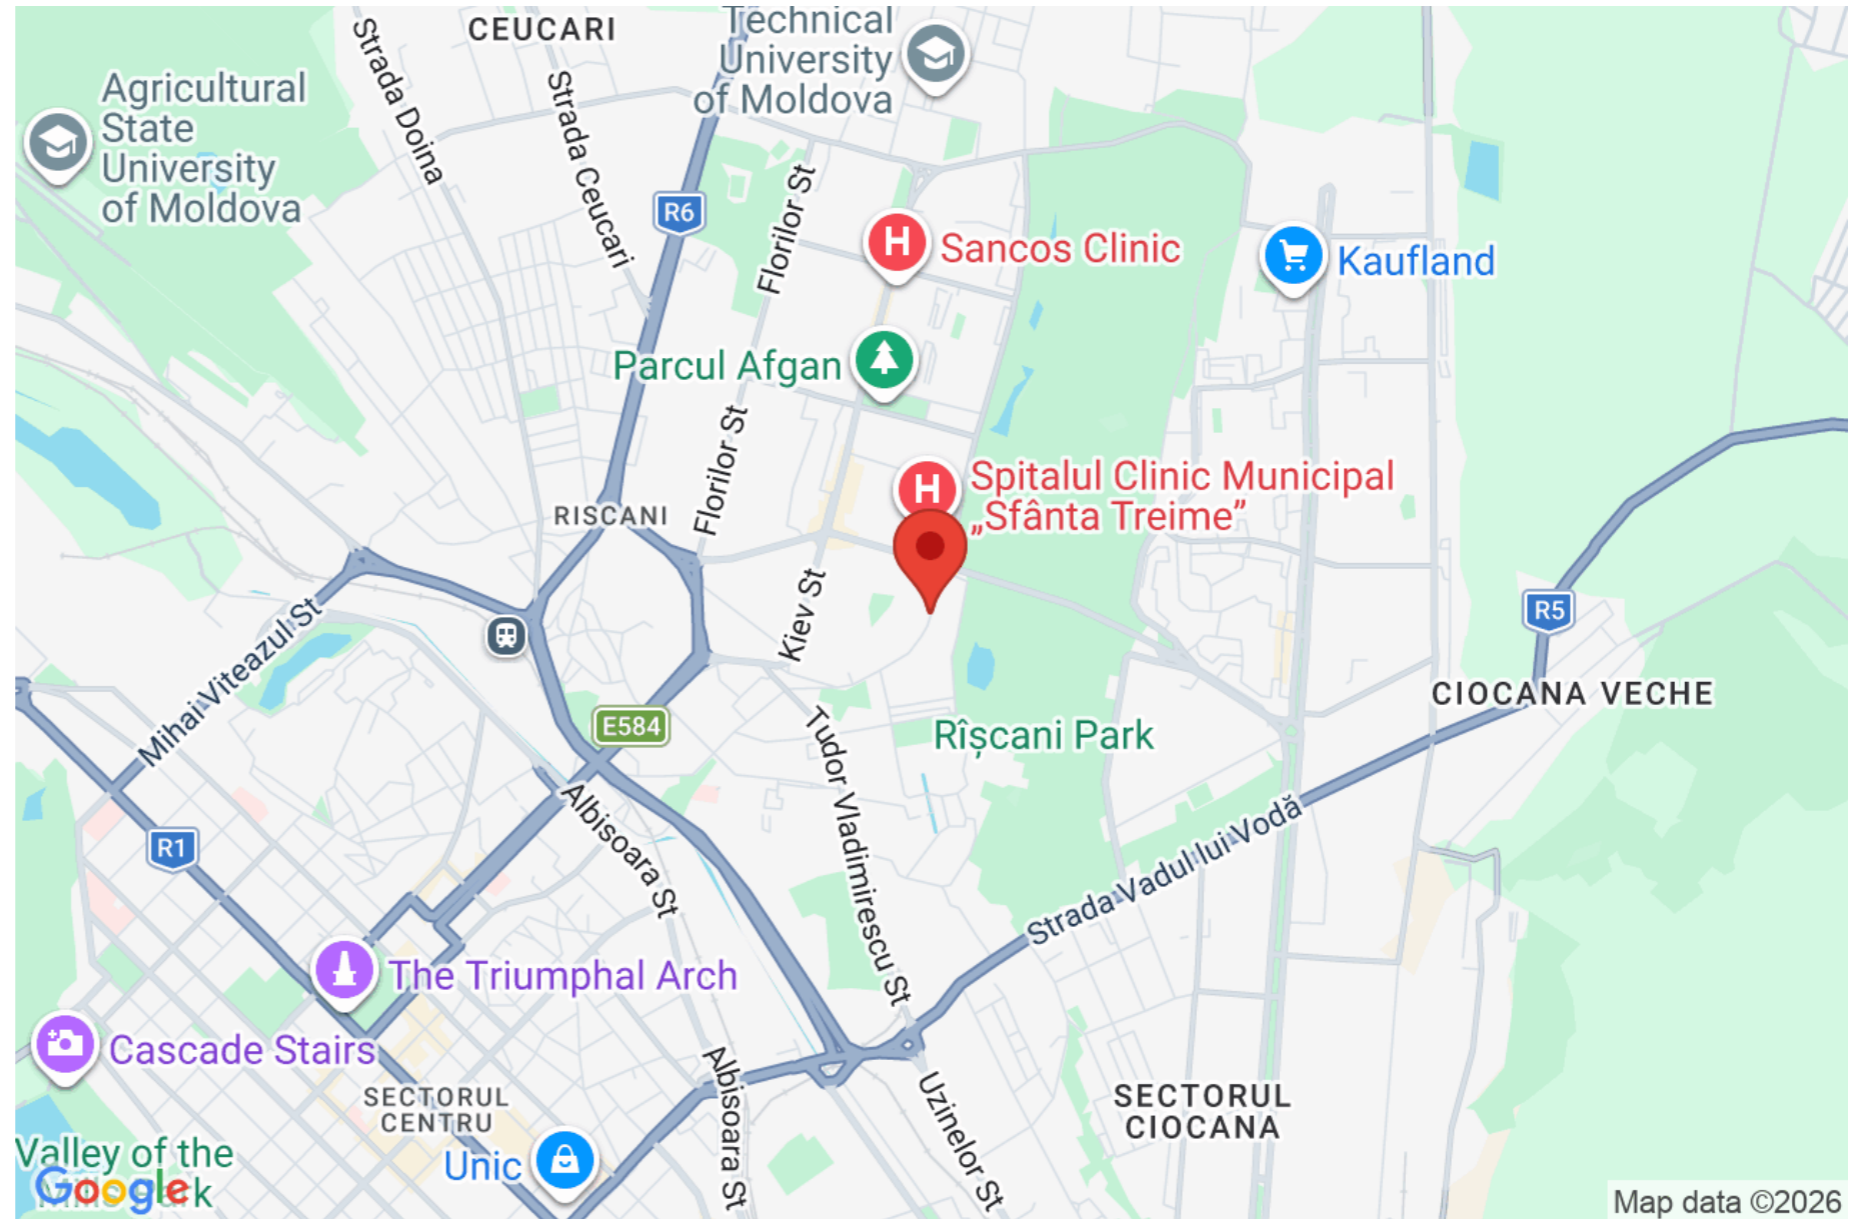 CEUCARI
Technical
University
of Moldova
Agricultural
State
University
of Moldova
Strada Doina
Strada Ceucari
R6
Florilor St
Sancos Clinic
Kaufland
Parcul Afgan
Florilor St
Spitalul Clinic Municipal
„Sfânta Treime”
RISCANI
Kiev St
Mihai Viteazul St
R5
CIOCANA VECHE
E584
Rîșcani Park
Tudor Vladimirescu St
Albisoara St
R1
Strada Vadul lui Vodă
The Triumphal Arch
Cascade Stairs
SECTORUL
CENTRU
Albisoara St
Uzinelor St
SECTORUL
CIOCANA
Unic
Valley of the
Mills Park
Google
Map data ©2026